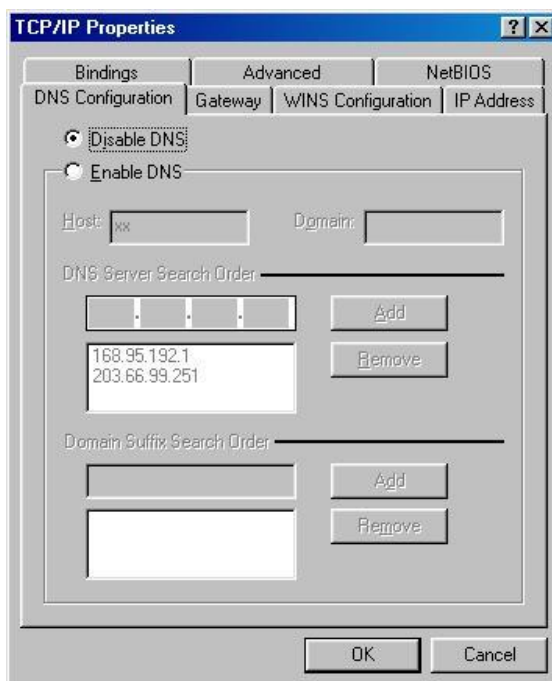 TCP/IP Properties
Bindings Advanced NetBIOS
DNS Configuration Gateway WINS Configuration IP Address
Disable DNS
Enable DNS
Host: xx Domain:
DNS Server Search Order
. . . Add
168.95.192.1
203.66.99.251
Remove
Domain Suffix Search Order
Add
Remove
OK Cancel